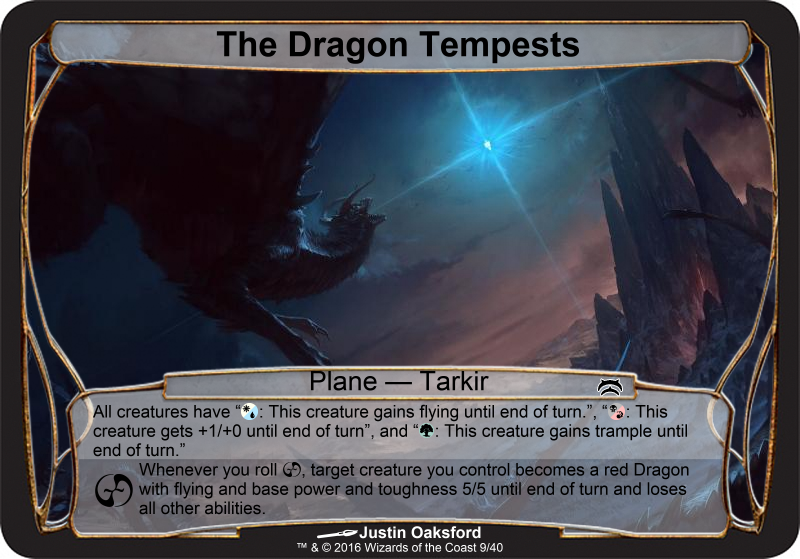 The Dragon Tempests
Plane — Tarkir
All creatures have “: This creature gains flying until end of turn.”, “: This
creature gets +1/+0 until end of turn”, and “: This creature gains trample until
end of turn.”
Whenever you roll , target creature you control becomes a red Dragon
with flying and base power and toughness 5/5 until end of turn and loses
all other abilities.
Justin Oaksford
™ & © 2016 Wizards of the Coast 9/40